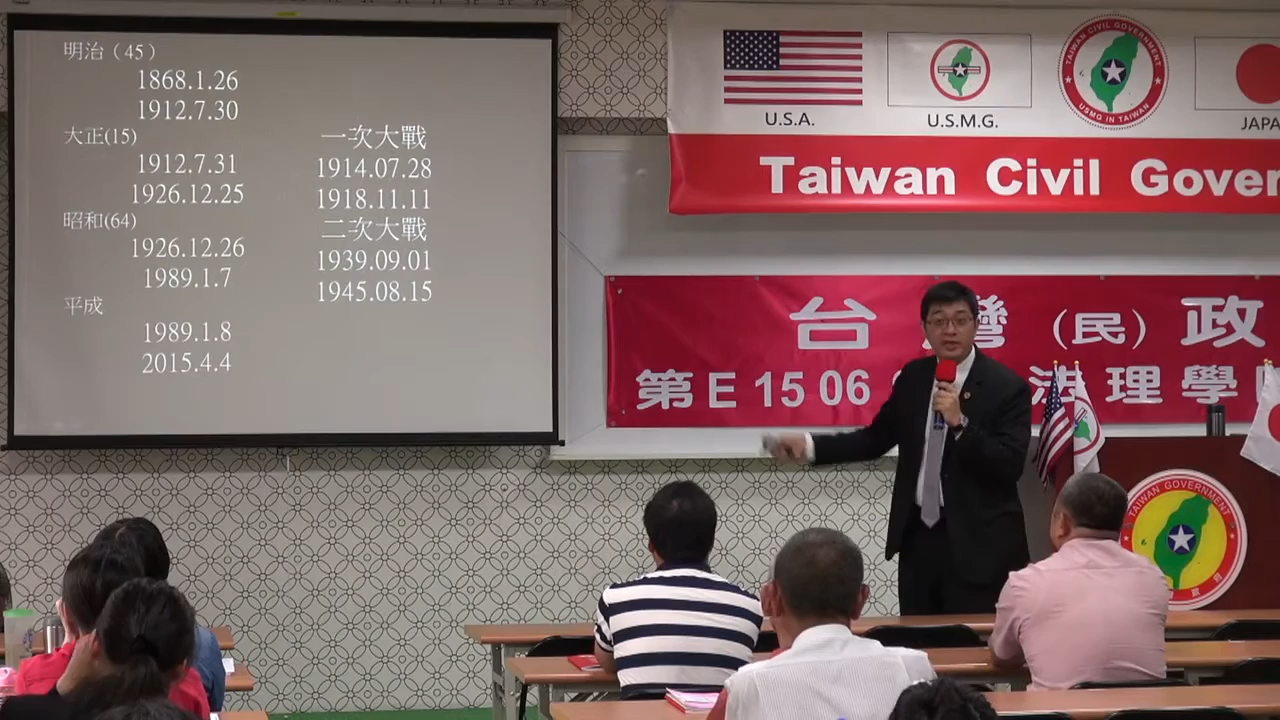 明治（45）
1868.1.26
1912.7.30
大正(15)
1912.7.31
1926.12.25
昭和(64)
1926.12.26
1989.1.7
平成
1989.1.8
2015.4.4
一次大戰
1914.07.28
1918.11.11
二次大戰
1939.09.01
1945.08.15
U.S.A.
U.S.M.G.
TAIWAN CIVIL GOVERNMENT
USMG IN TAIWAN
JAPA
Taiwan Civil Gover
台灣（民）政
第E1506 法理學
TAIWAN GOVERNMENT